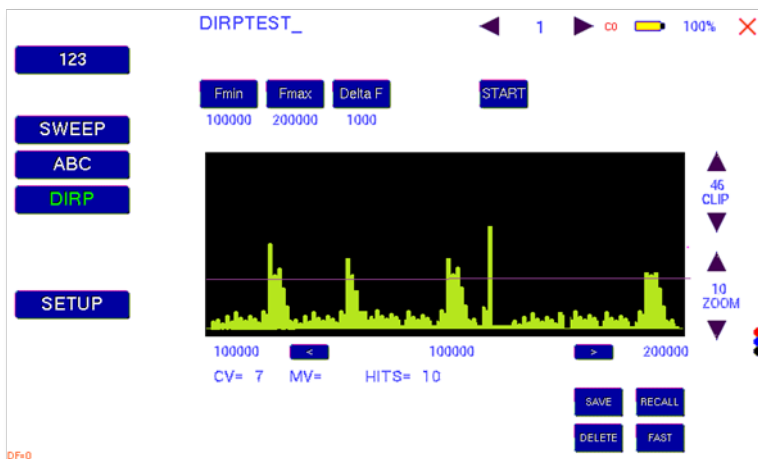 DIRPTEST_ 1 C0 100% X
123
Fmin Fmax Delta F START
100000 200000 1000
SWEEP
ABC
DIRP
46
CLIP
10
ZOOM
SETUP
100000 < 100000 > 200000
CV= 7 MV= HITS= 10
SAVE RECALL
DELETE FAST
DF=0